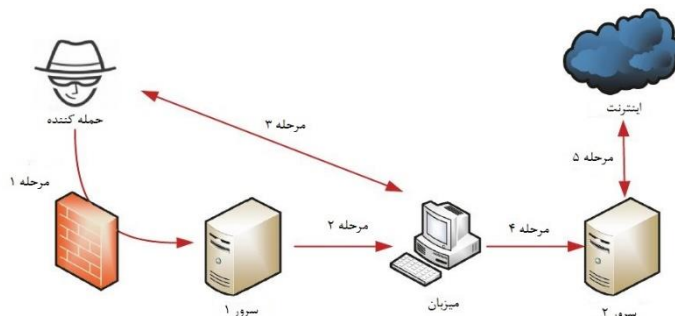 حمله کننده
اینترنت
مرحله ۳
مرحله ۵
مرحله ۱
مرحله ۲
مرحله ۴
میزبان
سرور ۱
سرور ۲